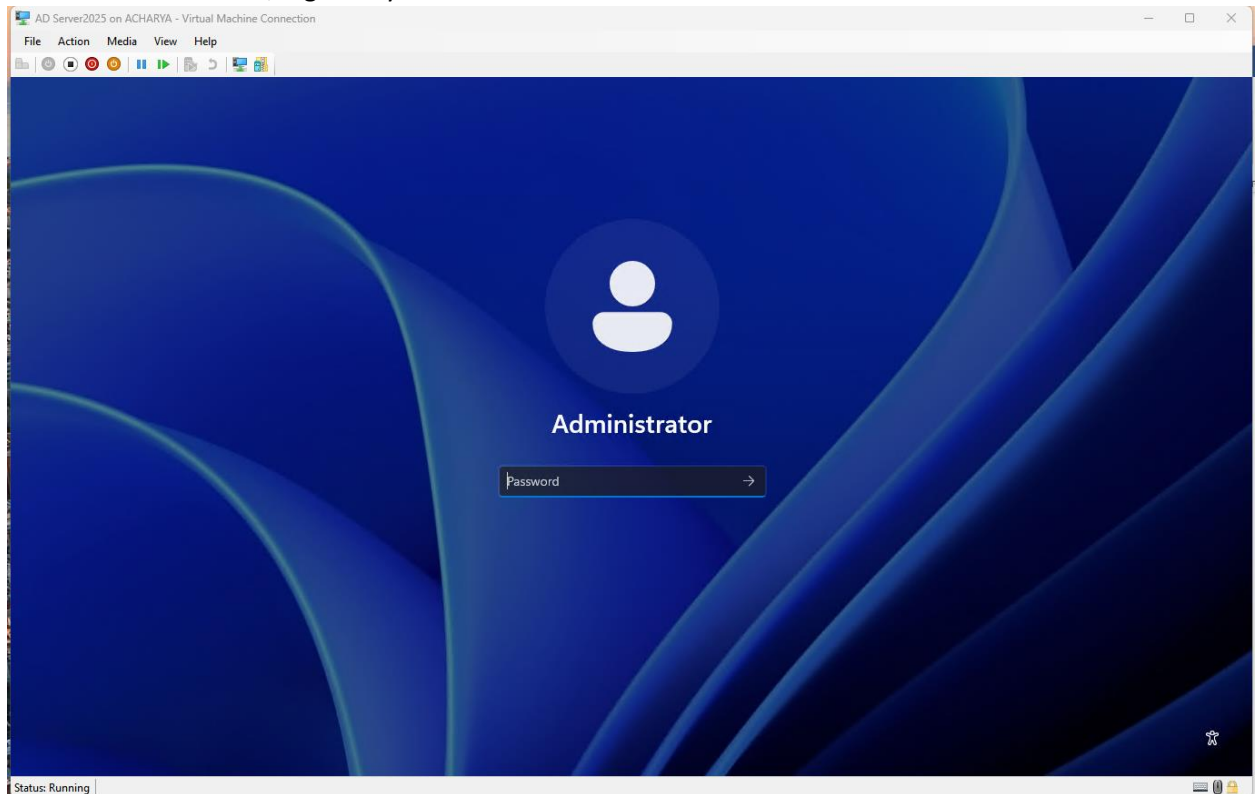 AD Server2025 on ACHARYA - Virtual Machine Connection
File Action Media View Help
Administrator
Password
Status: Running